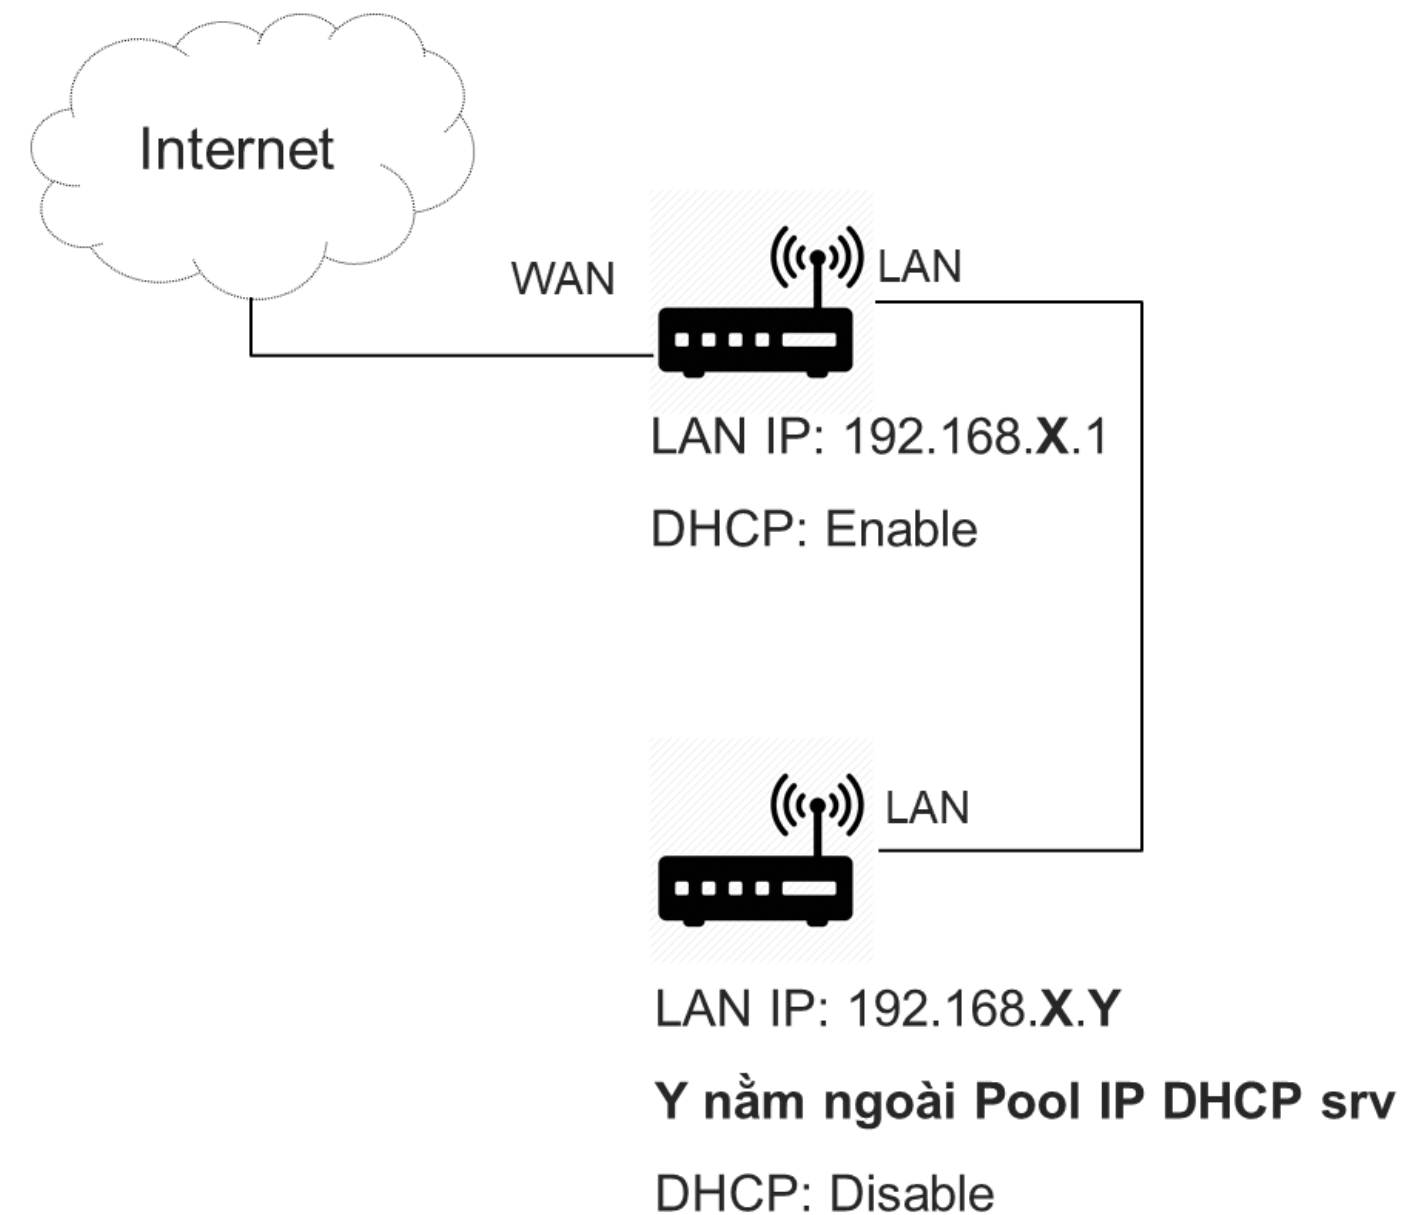 Internet
WAN
LAN
LAN IP: 192.168.X.1
DHCP: Enable
LAN
LAN IP: 192.168.X.Y
Y nằm ngoài Pool IP DHCP srv
DHCP: Disable